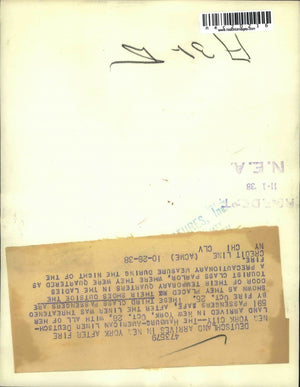 N.E.A.
11-1-38
473579
DEUTSCHLAND ARRIVES IN NEW YORK AFTER FIRE
NEW YORK CITY -- THE HAMBURG-AMERICAN LINER DEUTSCH-
LAND ARRIVED IN NEW YORK, OCT. 28, WITH ALL OF HER
591 PASSENGERS SAFE, AFTER THE LINER WAS THREATENED
BY FIRE OCT. 25. THESE THIRD CLASS PASSENGERS ARE
SHOWN AS THEY PLACED THEIR SHOES OUTSIDE THE
DOOR OF THEIR TEMPORARY QUARTERS IN THE LADIES
TOURIST CLASS PARLOR, WHERE THEY WERE QUARTERED AS
A PRECAUTIONARY MEASURE DURING THE NIGHT OF THE
FIRE
CREDIT LINE (ACME) 10-28-38
NY CHI CLV